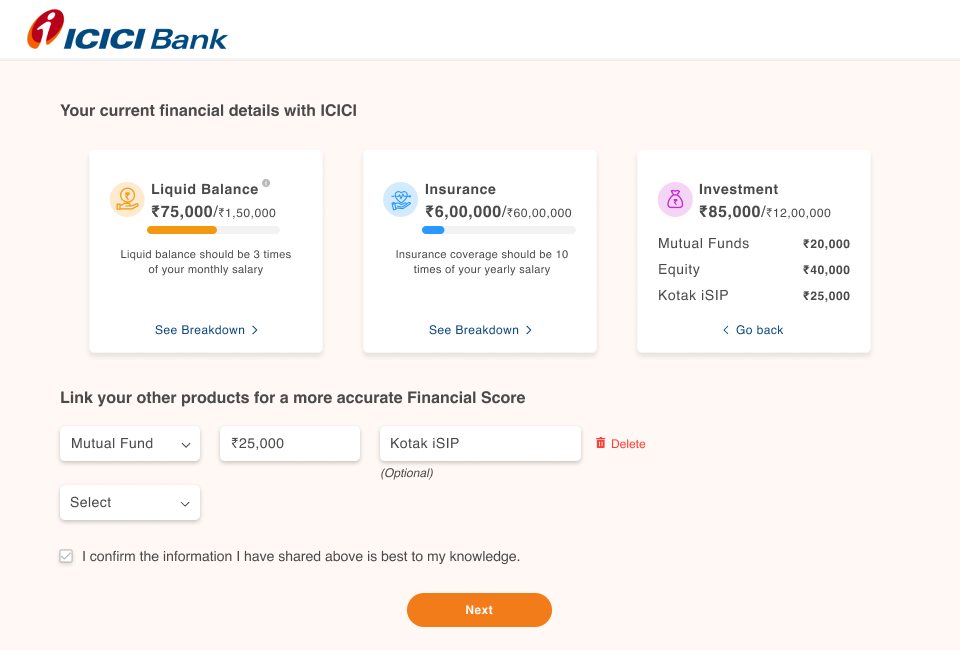 ICICI Bank
Your current financial details with ICICI
Liquid Balance
₹75,000/₹1,50,000
Liquid balance should be 3 times
of your monthly salary
See Breakdown
Insurance
₹6,00,000/₹60,00,000
Insurance coverage should be 10
times of your yearly salary
See Breakdown
Investment
₹85,000/₹12,00,000
Mutual Funds ₹20,000
Equity ₹40,000
Kotak iSIP ₹25,000
Go back
Link your other products for a more accurate Financial Score
Mutual Fund ₹25,000 Kotak iSIP Delete
(Optional)
Select
I confirm the information I have shared above is best to my knowledge.
Next